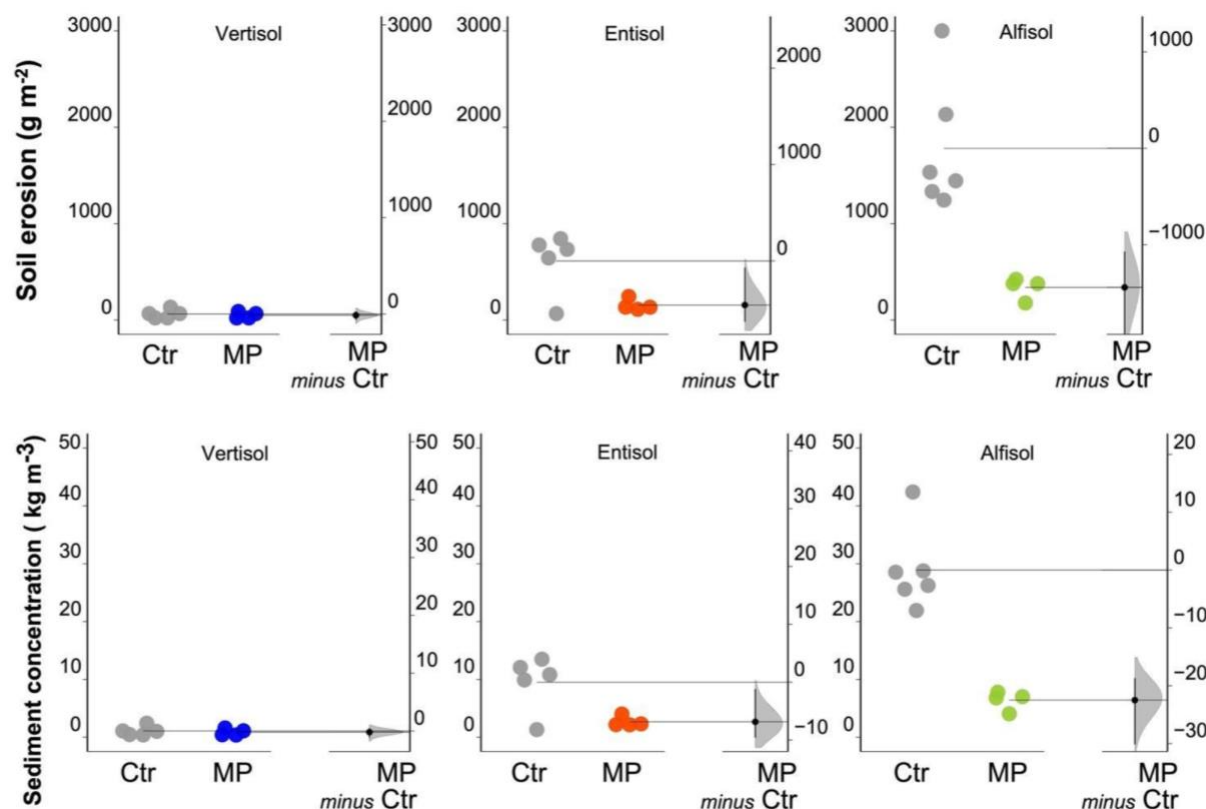 Soil erosion (g m-2)
Vertisol
3000
2000
1000
0
3000
2000
1000
0
Ctr
MP
MP
minus Ctr
Entisol
3000
2000
1000
0
2000
1000
0
Ctr
MP
MP
minus Ctr
Alfisol
3000
2000
1000
0
1000
0
−1000
Ctr
MP
MP
minus Ctr
Sediment concentration ( kg m-3)
Vertisol
50
40
30
20
10
0
50
40
30
20
10
0
Ctr
MP
MP
minus Ctr
Entisol
50
40
30
20
10
0
40
30
20
10
0
−10
Ctr
MP
MP
minus Ctr
Alfisol
50
40
30
20
10
0
20
10
0
−10
−20
−30
Ctr
MP
MP
minus Ctr